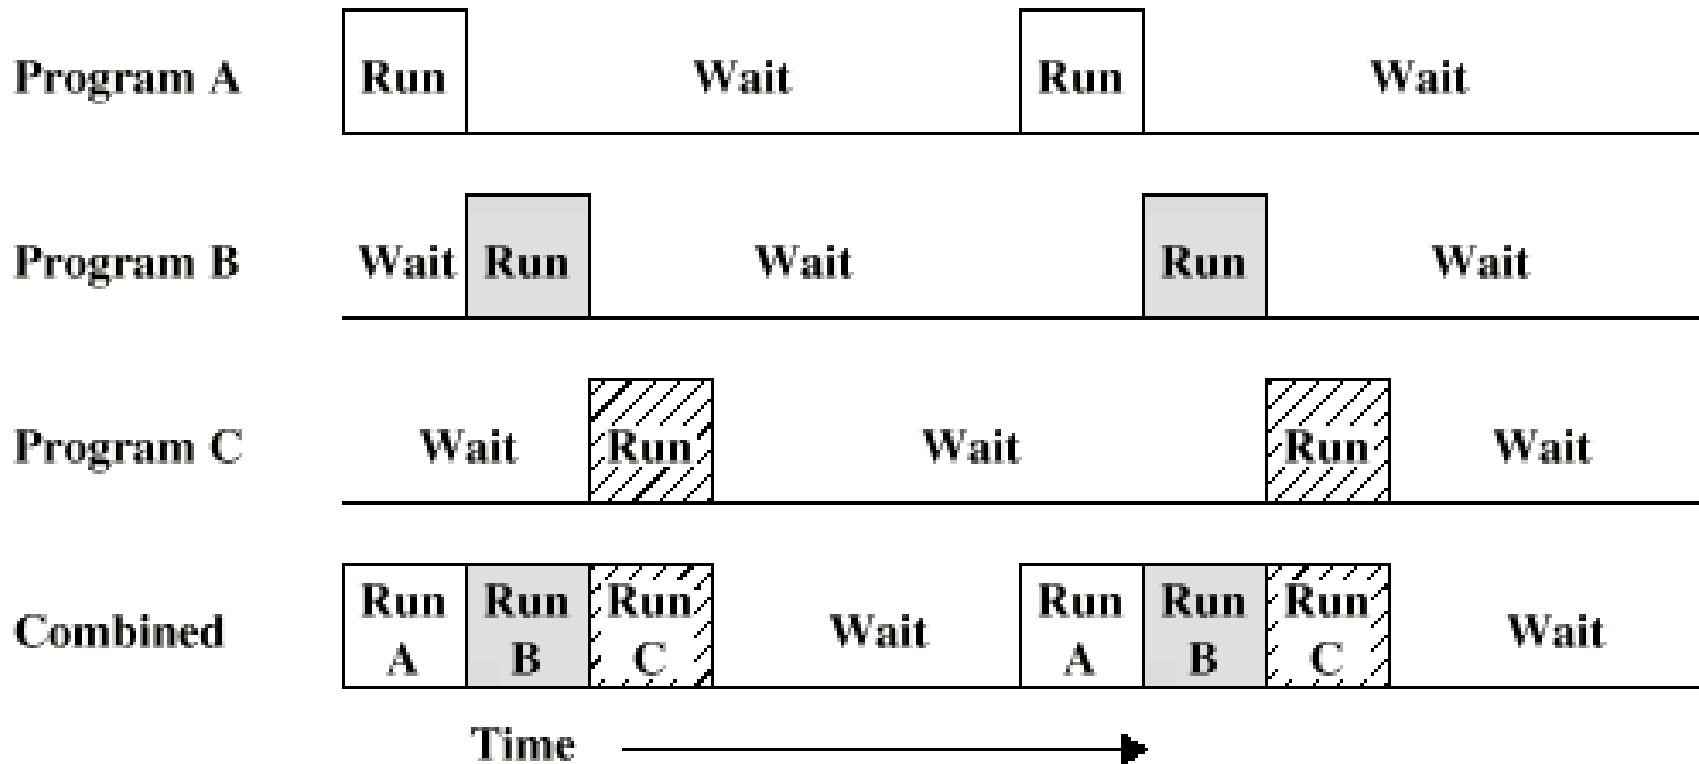 Program A Run Wait Run Wait
Program B Wait Run Wait Run Wait
Program C Wait Run Wait Run Wait
Combined Run A Run B Run C Wait Run A Run B Run C Wait
Time